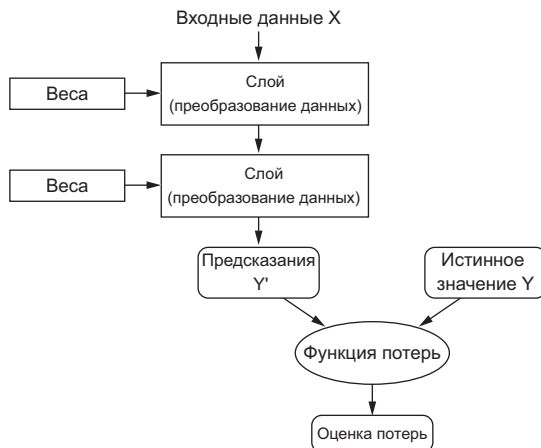 Входные данные X
Слой
(преобразование данных)
Веса
Слой
(преобразование данных)
Веса
Предсказания
Y'
Истинное
значение Y
Функция потерь
Оценка потерь